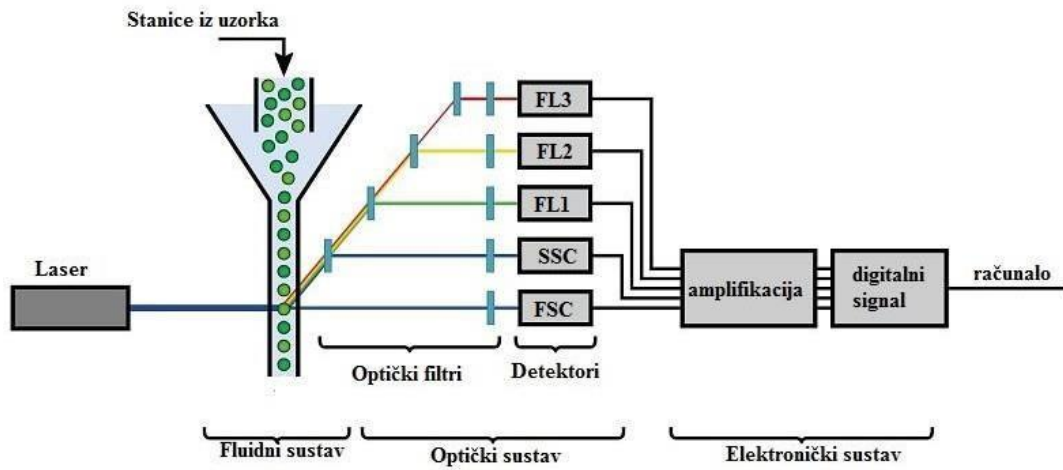 Stanice iz uzorka
FL3
FL2
FL1
SSC
FSC
Laser
amplifikacija
digitalni
signal
računalo
Optički filtri
Detektori
Fluidni sustav
Optički sustav
Elektronički sustav